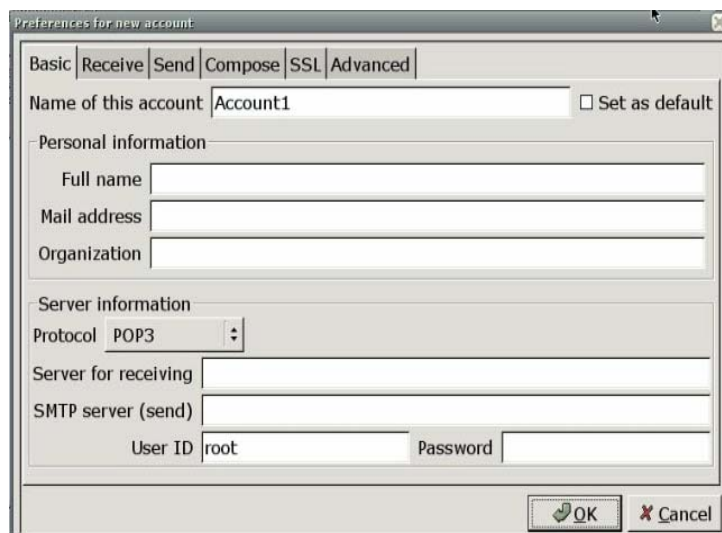 Preferences for new account
Basic Receive Send Compose SSL Advanced
Name of this account Account1 Set as default
Personal information
Full name
Mail address
Organization
Server information
Protocol POP3
Server for receiving
SMTP server (send)
User ID root Password
OK Cancel